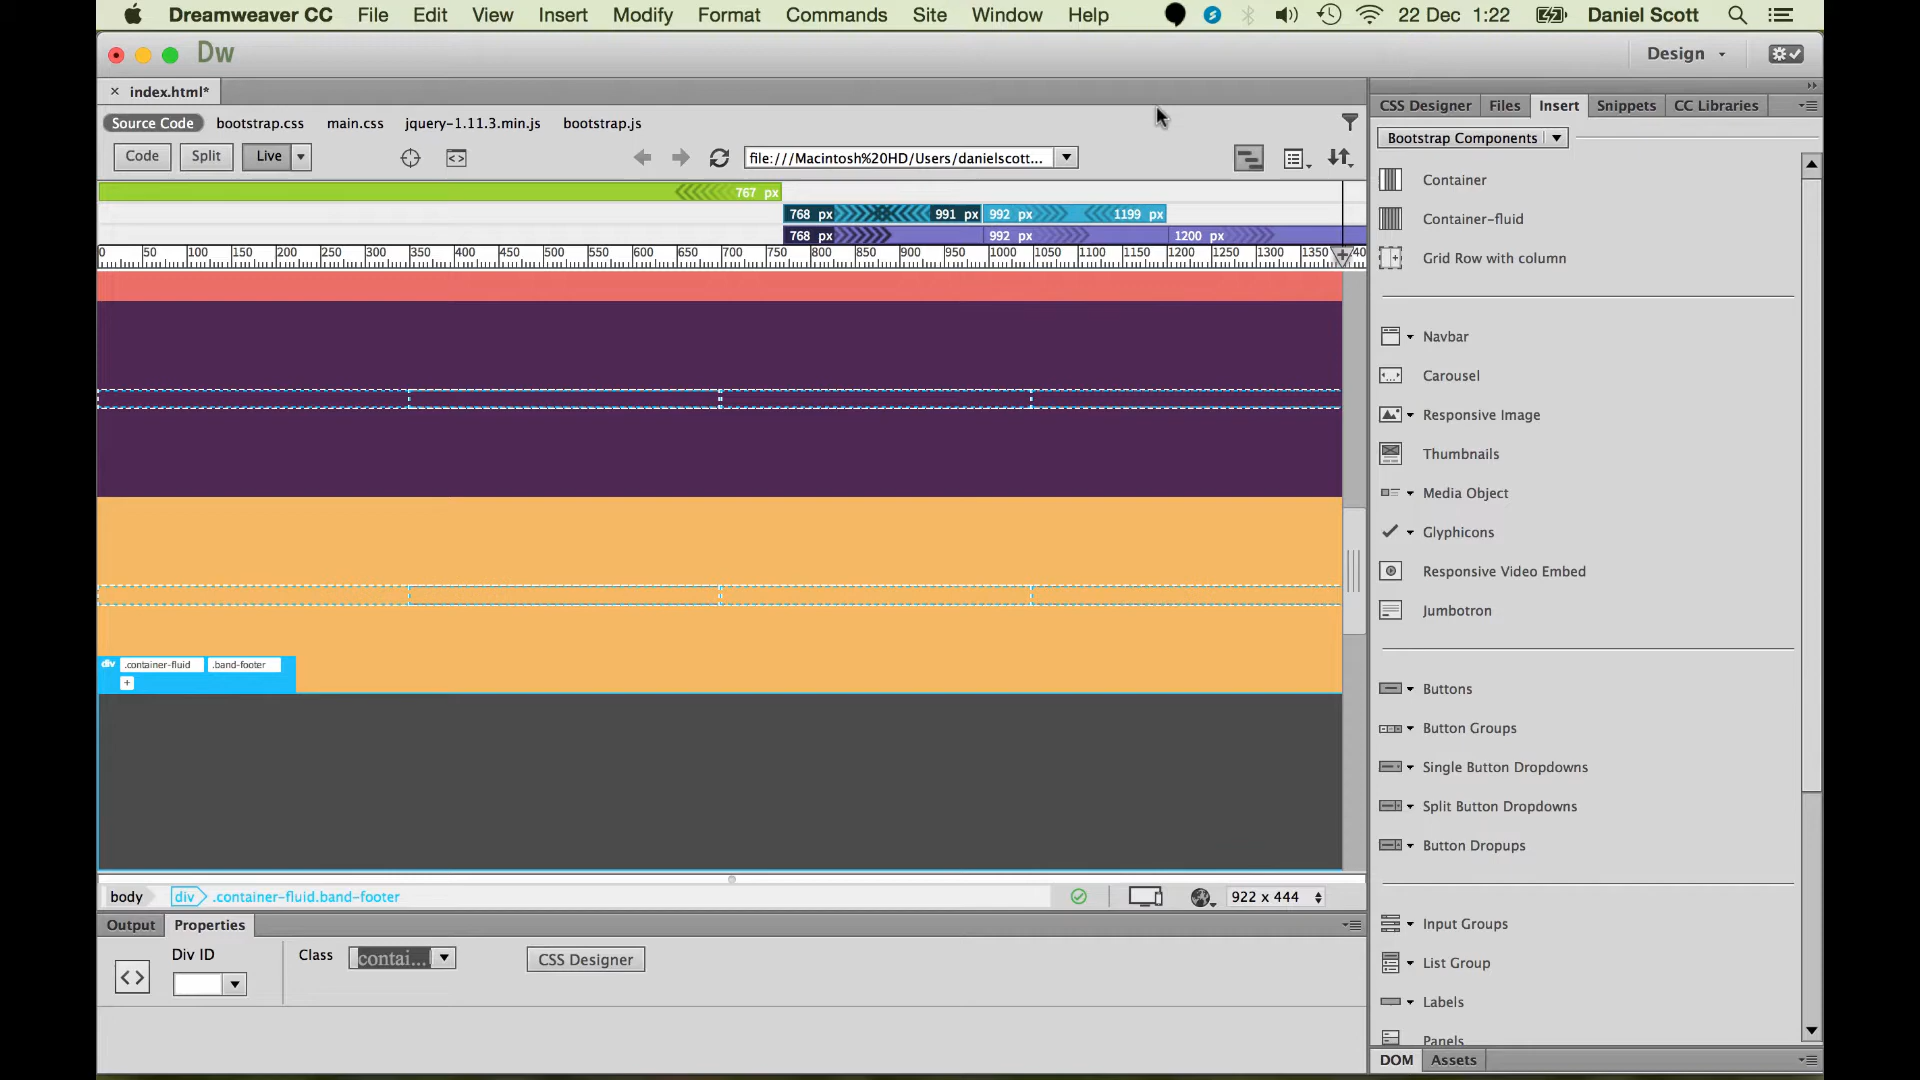 Dreamweaver CC File Edit View Insert Modify Format Commands Site Window Help 22 Dec 1:22 Daniel Scott
Dw Design
index.html*
CSS Designer Files Insert Snippets CC Libraries
Source Code bootstrap.css main.css jquery-1.11.3.min.js bootstrap.js
Bootstrap Components
Code Split Live file:///Macintosh%20HD/Users/danielscott...
767 px
768 px 991 px 992 px 1199 px
768 px 992 px 1200 px
0 50 100 150 200 250 300 350 400 450 500 550 600 650 700 750 800 850 900 950 1000 1050 1100 1150 1200 1250 1300 1350
Container
Container-fluid
Grid Row with column
Navbar
Carousel
Responsive Image
Thumbnails
Media Object
Glyphicons
Responsive Video Embed
Jumbotron
div .container-fluid .band-footer
+
Buttons
Button Groups
Single Button Dropdowns
Split Button Dropdowns
Button Dropups
body div .container-fluid.band-footer 922 x 444
Output Properties
Input Groups
Div ID Class contai... CSS Designer
List Group
Labels
Panels
DOM Assets